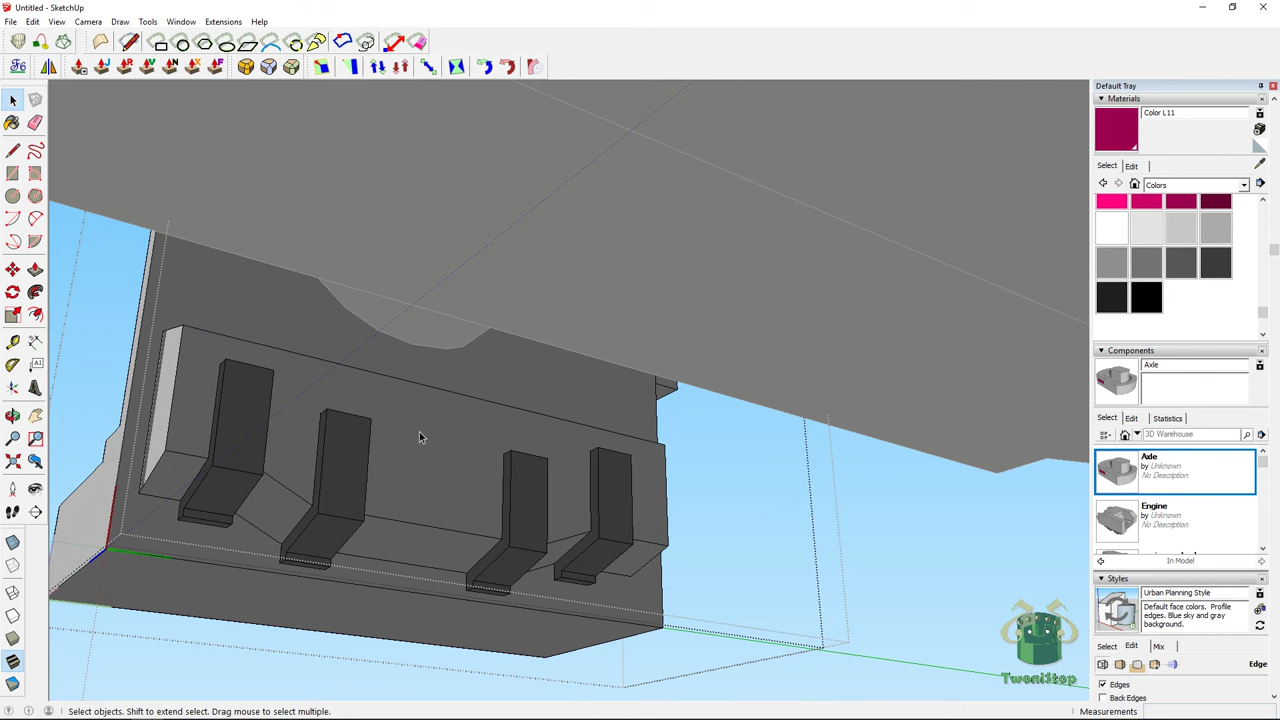 Untitled - SketchUp
File Edit View Camera Draw Tools Window Extensions Help
Default Tray
Materials
Color L11
Select Edit
Colors
Components
Axle
Select Edit Statistics
3D Warehouse
Axle
by Unknown
No Description
Engine
by Unknown
No Description
In Model
Styles
Urban Planning Style
Default face colors. Profile
edges. Blue sky and gray
background.
Select Edit Mix
Edge
Edges
Back Edges
TwoniStop
Select objects. Shift to extend select. Drag mouse to select multiple.
Measurements